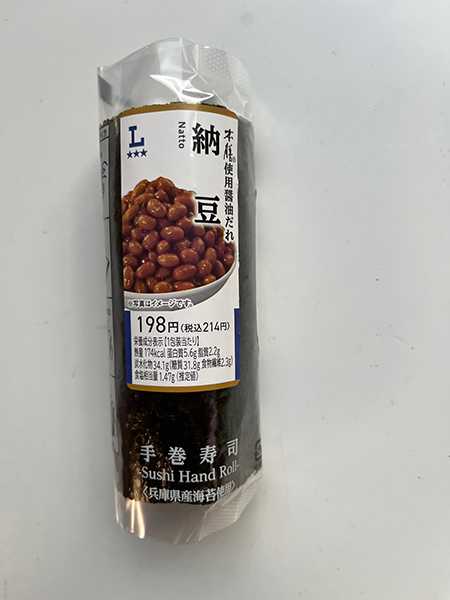 L
★★★
本膳®使用醤油だれ
納豆
Natto
※写真はイメージです。
198円(税込214円)
栄養成分表示【1包装当たり】
熱量174kcal 蛋白質5.6g 脂質2.2g
炭水化物34.1g(糖質31.8g 食物繊維2.3g)
食塩相当量1.47g(推定値)
手巻寿司
-Sushi Hand Roll-
〈兵庫県産海苔使用〉